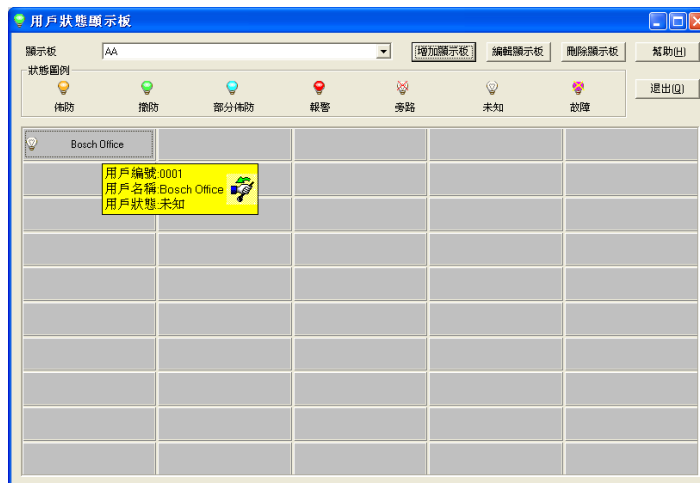 用戶狀態顯示板
顯示板 AA 增加顯示板 編輯顯示板 刪除顯示板 幫助(H)
狀態圖例
退出(Q)
佈防 撤防 部分佈防 報警 旁路 未知 故障
Bosch Office
用戶編號:0001
用戶名稱:Bosch Office
用戶狀態:未知